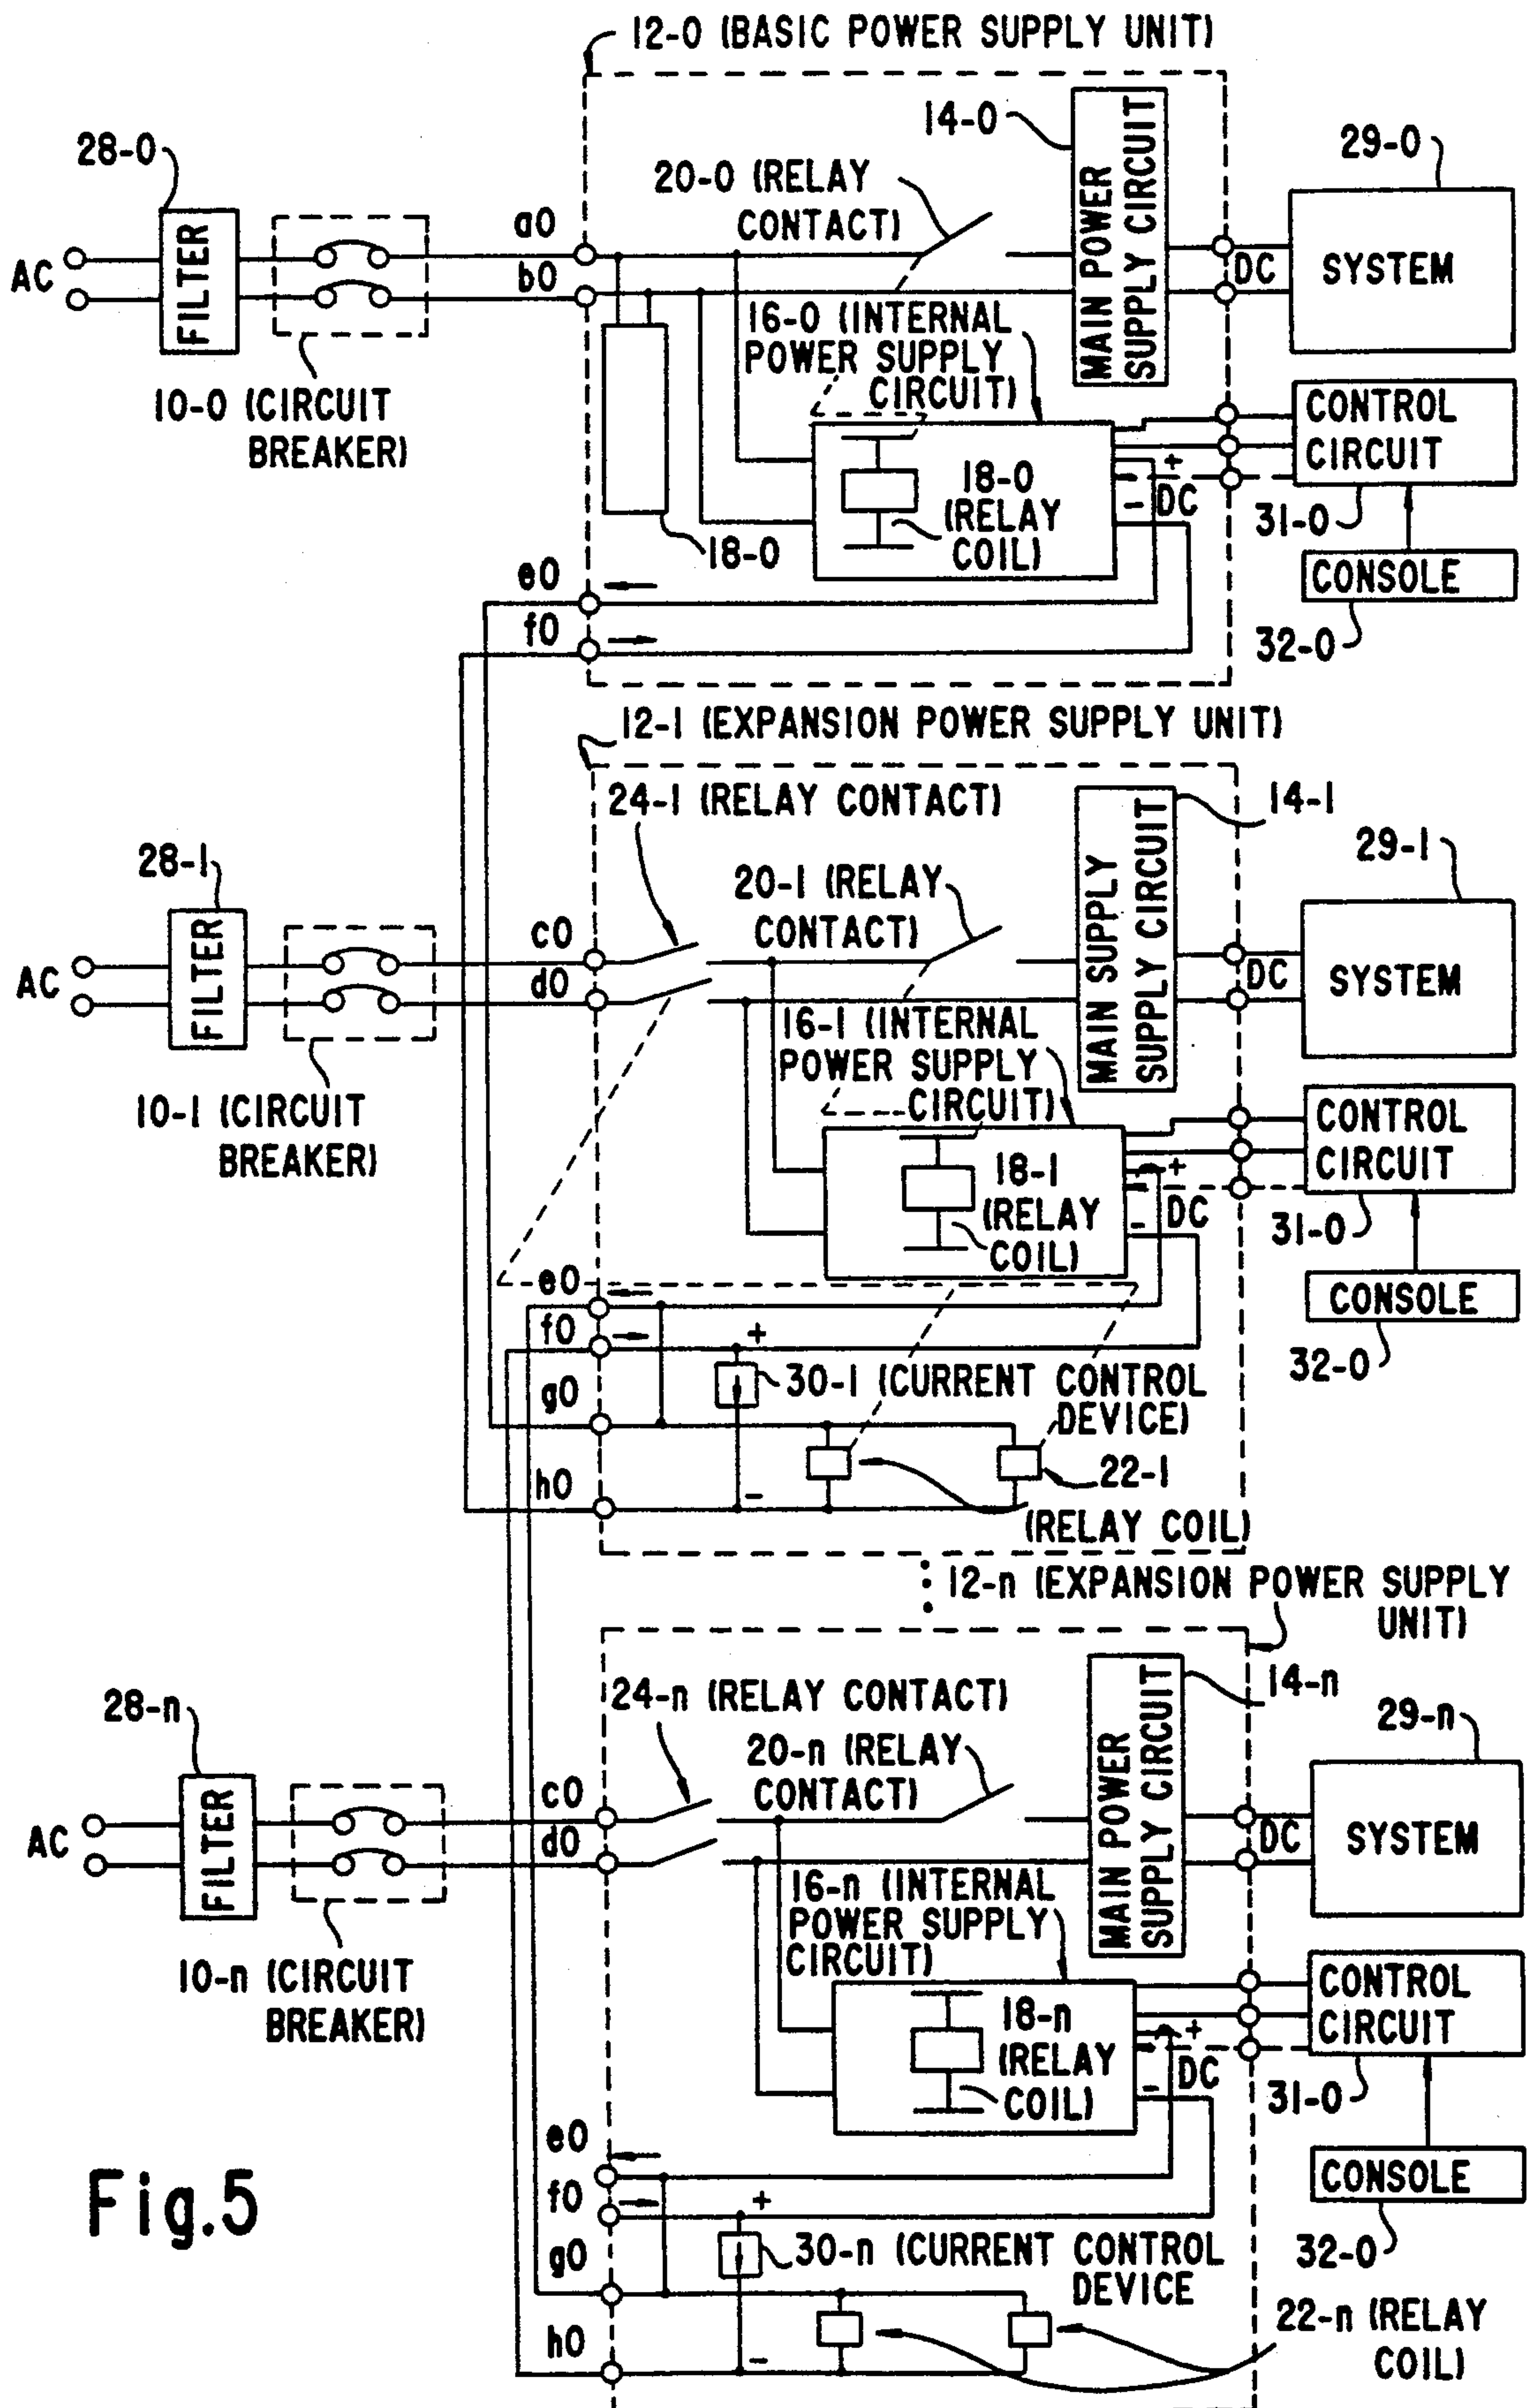 12-0 (BASIC POWER SUPPLY UNIT)
28-0
14-0
29-0
20-0 (RELAY
CONTACT)
AC
FILTER
a0
b0
MAIN POWER
SUPPLY CIRCUIT
DC
SYSTEM
10-0 (CIRCUIT
BREAKER)
16-0 (INTERNAL
POWER SUPPLY
CIRCUIT)
CONTROL
CIRCUIT
18-0
18-0
(RELAY
COIL)
+
- DC
31-0
CONSOLE
32-0
e0
f0
12-1 (EXPANSION POWER SUPPLY UNIT)
24-1 (RELAY CONTACT)
14-1
28-1
29-1
20-1 (RELAY
CONTACT)
AC
FILTER
c0
d0
MAIN SUPPLY
SUPPLY CIRCUIT
DC
SYSTEM
10-1 (CIRCUIT
BREAKER)
16-1 (INTERNAL
POWER SUPPLY
CIRCUIT)
CONTROL
CIRCUIT
18-1
(RELAY
COIL)
+
- DC
31-0
CONSOLE
32-0
e0
f0
+
30-1 (CURRENT CONTROL
DEVICE)
g0
22-1
h0
-
(RELAY COIL)
12-n (EXPANSION POWER SUPPLY
UNIT)
24-n (RELAY CONTACT)
14-n
28-n
29-n
20-n (RELAY
CONTACT)
AC
FILTER
c0
d0
MAIN POWER
SUPPLY CIRCUIT
DC
SYSTEM
10-n (CIRCUIT
BREAKER)
16-n (INTERNAL
POWER SUPPLY
CIRCUIT)
CONTROL
CIRCUIT
18-n
(RELAY
COIL)
+
- DC
31-0
CONSOLE
32-0
e0
f0
+
30-n (CURRENT CONTROL
DEVICE
g0
h0
-
22-n (RELAY
COIL)
Fig.5